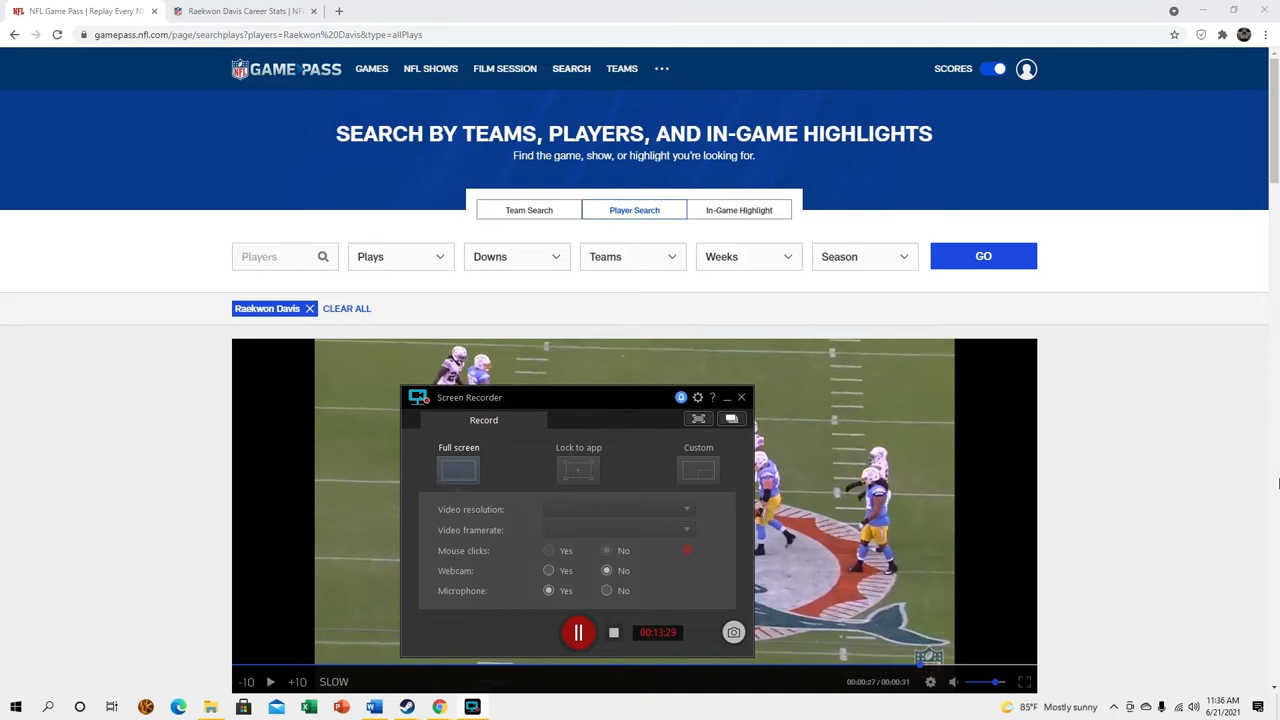 NFL Game Pass | Replay Every N
Raekwon Davis Career Stats | NFL
gamepass.nfl.com/page/searchplays?players=Raekwon%20Davis&type=allPlays
NFL GAME PASS GAMES NFL SHOWS FILM SESSION SEARCH TEAMS ••• SCORES
SEARCH BY TEAMS, PLAYERS, AND IN-GAME HIGHLIGHTS
Find the game, show, or highlight you're looking for.
Team Search Player Search In-Game Highlight
Players Plays Downs Teams Weeks Season GO
Raekwon Davis X CLEAR ALL
Screen Recorder ?
Record
Full screen Lock to app Custom
Video resolution:
Video framerate:
Mouse clicks: Yes No
Webcam: Yes No
Microphone: Yes No
00:13:29
-10 +10 SLOW 00:00:27 / 00:00:31
85°F Mostly sunny
11:36 AM
6/21/2021